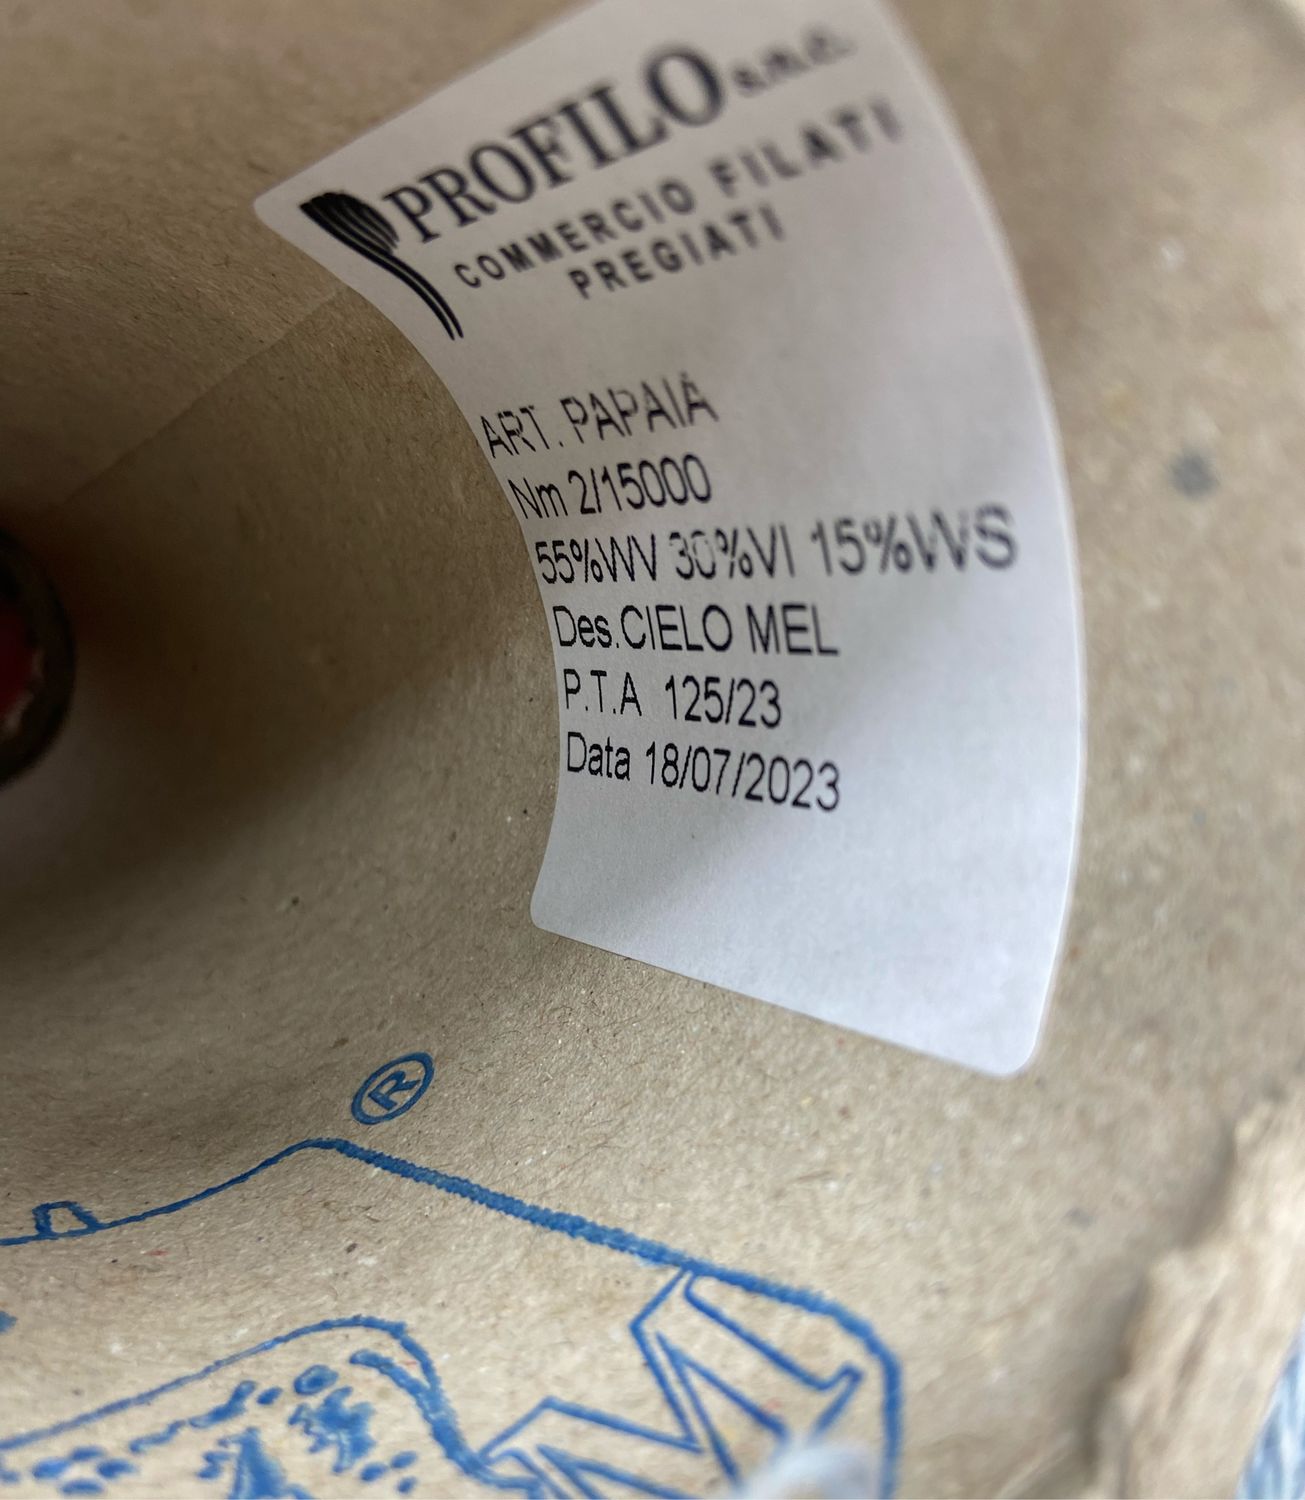 PROFILO s.n.c.
COMMERCIO FILATI
PREGIATI
ART. PAPAIA
Nm 2/15000
55%WV 30%VI 15%WS
Des.CIELO MEL
P.T.A 125/23
Data 18/07/2023
®
M